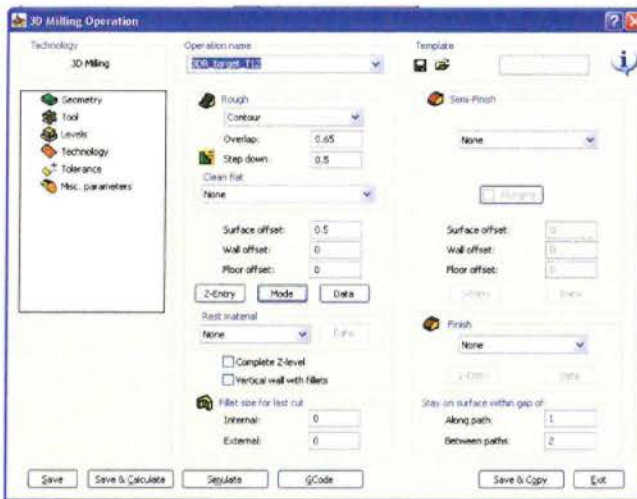 3D Milling Operation
Technology
3D Milling
Operation name
3DR_target_T12
Template
Geometry
Tool
Levels
Technology
Tolerance
Misc. parameters
Rough
Contour
Overlap: 0.65
Step down: 0.5
Clean flat
None
Surface offset: 0.5
Wall offset: 0
Floor offset: 0
Z-Entry
Mode
Data
Rest material
None
Data
Complete Z-level
Vertical wall with fillets
Fillet size for last cut
Internal: 0
External: 0
Semi-Finish
None
Plunging
Surface offset: 0
Wall offset: 0
Floor offset: 0
Z-Entry
Data
Finish
None
Z-Entry
Data
Stay on surface within gap of
Along path: 1
Between paths: 2
Save
Save & Calculate
Simulate
GCode
Save & Copy
Exit